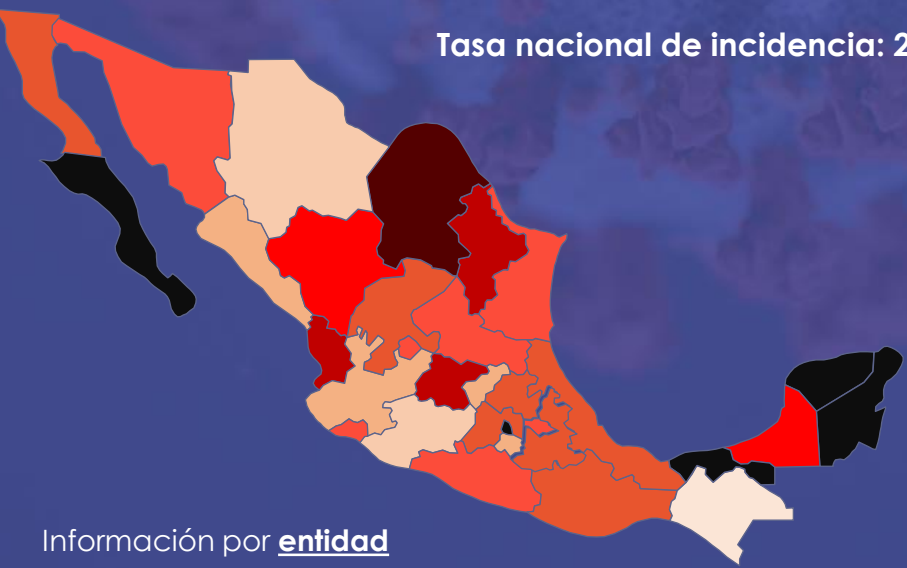 Tasa nacional de incidencia: 2
Información por entidad